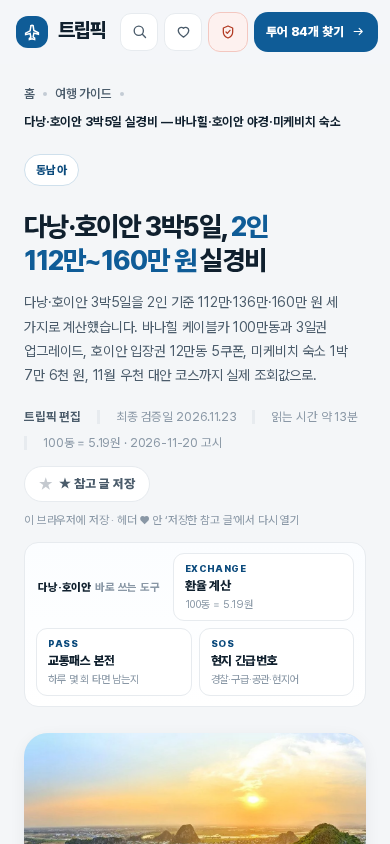 트립픽
투어 84개 찾기 →
홈 • 여행 가이드 •
다낭·호이안 3박5일 실경비 — 바나힐·호이안 야경·미케비치 숙소
동남아
다낭·호이안 3박5일, 2인
112만~160만 원 실경비
다낭·호이안 3박5일을 2인 기준 112만·136만·160만 원 세
가지로 계산했습니다. 바나힐 케이블카 100만동과 3일권
업그레이드, 호이안 입장권 12만동 5쿠폰, 미케비치 숙소 1박
7만 6천 원, 11월 우천 대안 코스까지 실제 조회값으로.
트립픽 편집 | 최종 검증일 2026.11.23 | 읽는 시간 약 13분
| 100동 = 5.19원 · 2026-11-20 고시
★ ★ 참고 글 저장
이 브라우저에 저장 · 헤더 ♥ 안 '저장한 참고 글'에서 다시 열기
다낭·호이안 바로 쓰는 도구
EXCHANGE
환율 계산
100동 = 5.19원
PASS
교통패스 본전
하루 몇 회 타면 남는지
SOS
현지 긴급번호
경찰·구급·공관·현지어